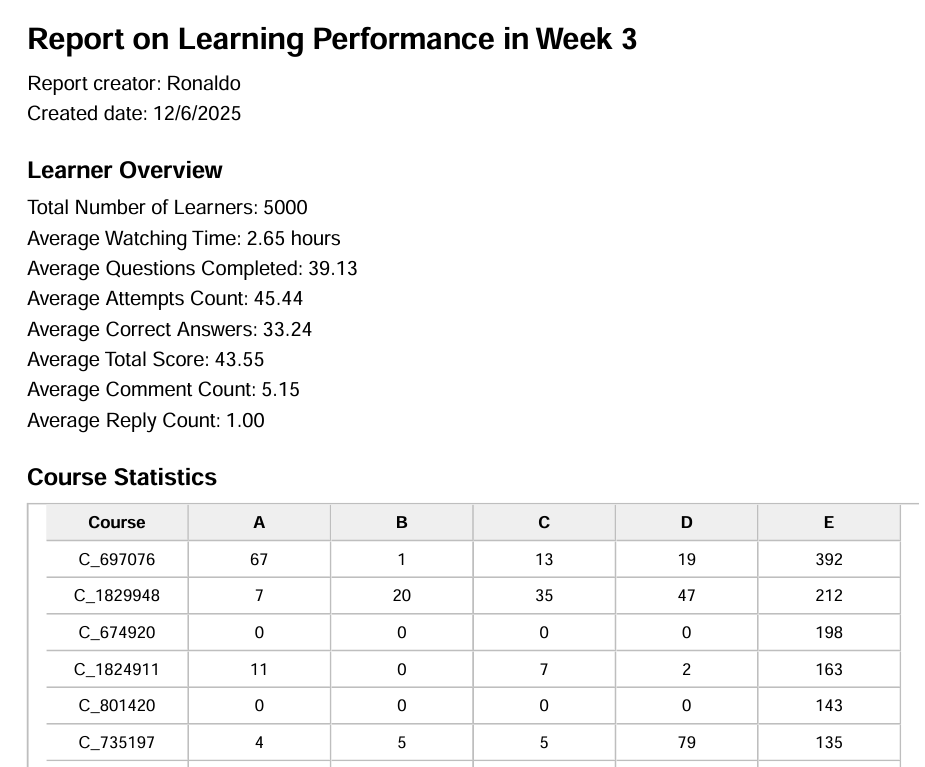 Report on Learning Performance in Week 3
Report creator: Ronaldo
Created date: 12/6/2025
Learner Overview
Total Number of Learners: 5000
Average Watching Time: 2.65 hours
Average Questions Completed: 39.13
Average Attempts Count: 45.44
Average Correct Answers: 33.24
Average Total Score: 43.55
Average Comment Count: 5.15
Average Reply Count: 1.00
Course Statistics
Course A B C D E
C_697076 67 1 13 19 392
C_1829948 7 20 35 47 212
C_674920 0 0 0 0 198
C_1824911 11 0 7 2 163
C_801420 0 0 0 0 143
C_735197 4 5 5 79 135